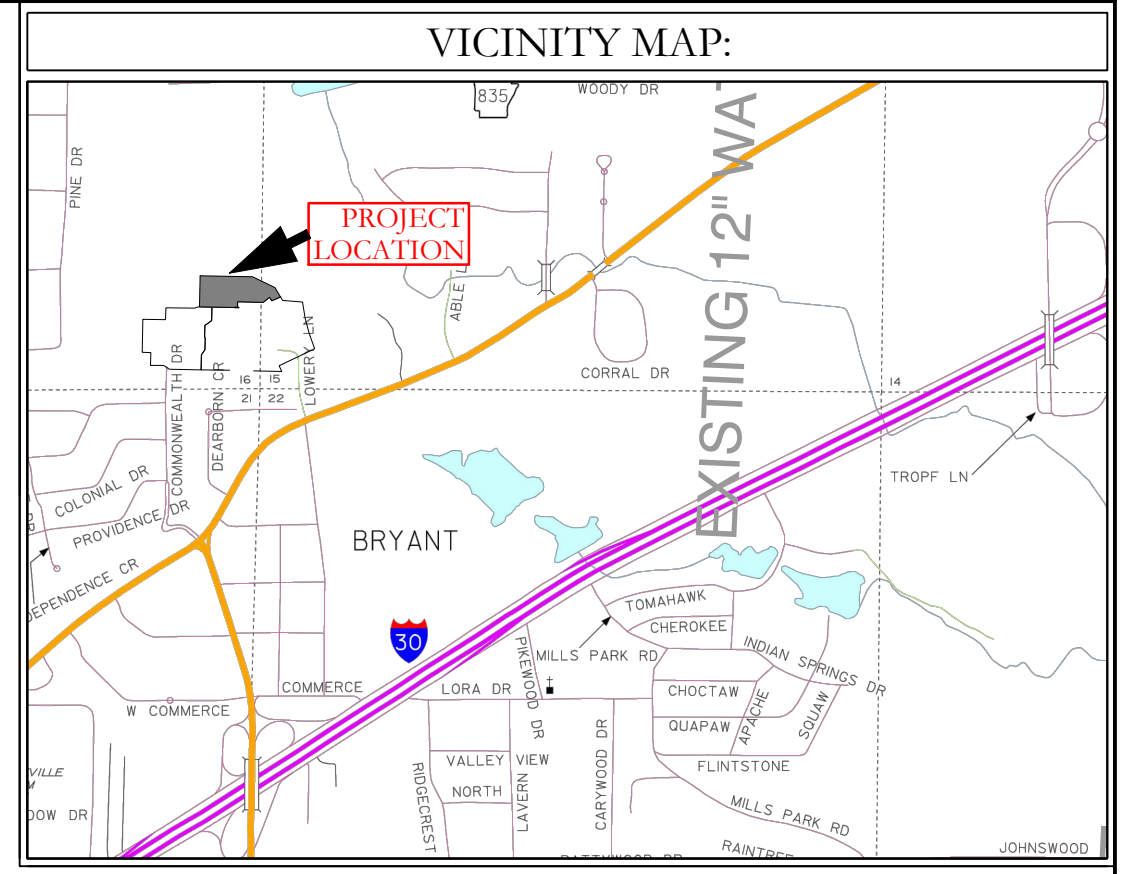 VICINITY MAP:
WOODY DR
835
PINE DR
PROJECT
LOCATION
EXISTING 12" WA
ABLE L
LOWERY LN
CORRAL DR
COMMONWEALTH DR
DEARBORN CR
16 15
21 22
14
TROPF LN
COLONIAL DR
PROVIDENCE DR
DEPENDENCE CR
BRYANT
30
TOMAHAWK
CHEROKEE
MILLS PARK RD
INDIAN SPRINGS DR
PIKEWOOD DR
COMMERCE
LORA DR
CHOCTAW
W COMMERCE
QUAPAW
APACHE
SQUAW
VALLEY VIEW
FLINTSTONE
VILLE
M
NORTH
RIDGECREST
LAVERN
CARYWOOD DR
DOW DR
MILLS PARK RD
RAINTREE
JOHNSWOOD